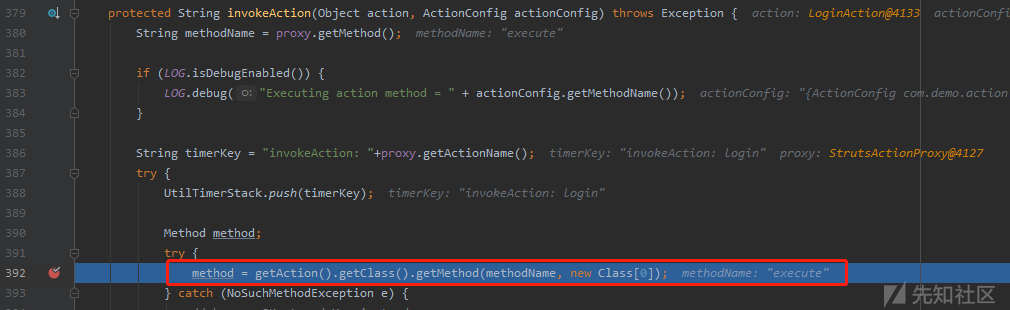 379 protected String invokeAction(Object action, ActionConfig actionConfig) throws Exception { action: LoginAction@4133 actionConfi
380 String methodName = proxy.getMethod(); methodName: "execute"
381
382 if (LOG.isDebugEnabled()) {
383 LOG.debug( o: "Executing action method = " + actionConfig.getMethodName()); actionConfig: "{ActionConfig com.demo.action
384 }
385
386 String timerKey = "invokeAction: "+proxy.getActionName(); timerKey: "invokeAction: login" proxy: StrutsActionProxy@4127
387 try {
388 UtilTimerStack.push(timerKey); timerKey: "invokeAction: login"
389
390 Method method;
391 try {
392 method = getAction().getClass().getMethod(methodName, new Class[0]); methodName: "execute"
393 } catch (NoSuchMethodException e) {
先知社区